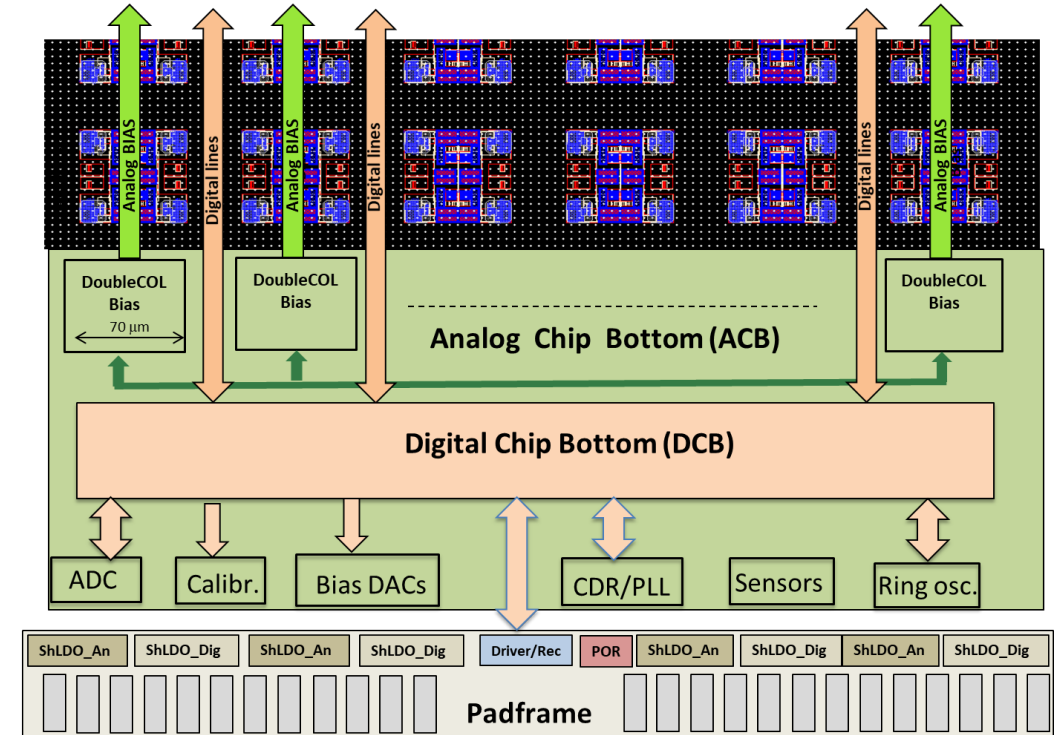 Analog BIAS
Digital lines
Analog BIAS
Digital lines
Digital lines
Analog BIAS
DoubleCOL
Bias
70 µm
DoubleCOL
Bias
DoubleCOL
Bias
Analog Chip Bottom (ACB)
Digital Chip Bottom (DCB)
ADC
Calibr.
Bias DACs
CDR/PLL
Sensors
Ring osc.
ShLDO_An
ShLDO_Dig
ShLDO_An
ShLDO_Dig
Driver/Rec
POR
ShLDO_An
ShLDO_Dig
ShLDO_An
ShLDO_Dig
Padframe